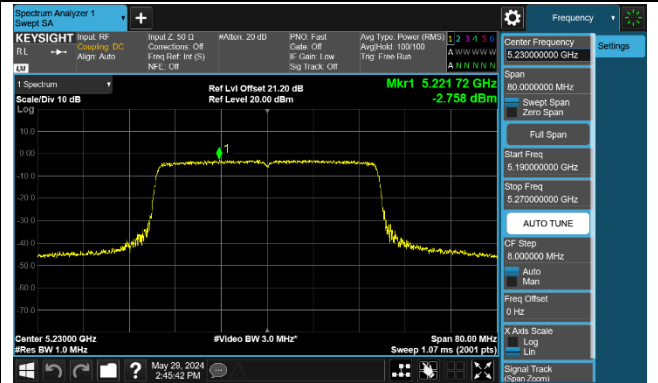 Spectrum Analyzer 1
Swept SA
Frequency
KEYSIGHT
RL
LXI
Input: RF
Coupling: DC
Align: Auto
Input Z: 50 Ω
Corrections: Off
Freq Ref: Int (S)
NFE: Off
#Atten: 20 dB
PNO: Fast
Gate: Off
IF Gain: Low
Sig Track: Off
Avg Type: Power (RMS)
Avg|Hold: 100/100
Trig: Free Run
1 2 3 4 5 6
A W W W W W
A N N N N N
1 Spectrum
Scale/Div 10 dB
Log
Ref Lvl Offset 21.20 dB
Ref Level 20.00 dBm
Mkr1 5.221 72 GHz
-2.758 dBm
1
10.0
0.00
-10.0
-20.0
-30.0
-40.0
-50.0
-60.0
-70.0
Center 5.23000 GHz
#Res BW 1.0 MHz
#Video BW 3.0 MHz*
Span 80.00 MHz
Sweep 1.07 ms (2001 pts)
May 29, 2024
2:45:42 PM
Center Frequency
5.230000000 GHz
Settings
Span
80.0000000 MHz
Swept Span
Zero Span
Full Span
Start Freq
5.190000000 GHz
Stop Freq
5.270000000 GHz
AUTO TUNE
CF Step
8.000000 MHz
Auto
Man
Freq Offset
0 Hz
X Axis Scale
Log
Lin
Signal Track
(Span Zoom)